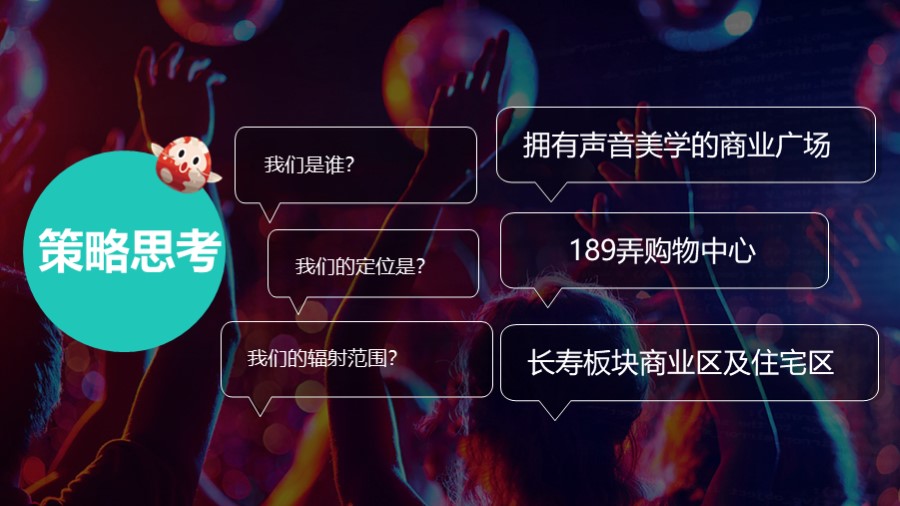 策略思考
我们是谁?
拥有声音美学的商业广场
我们的定位是?
189弄购物中心
我们的辐射范围?
长寿板块商业区及住宅区